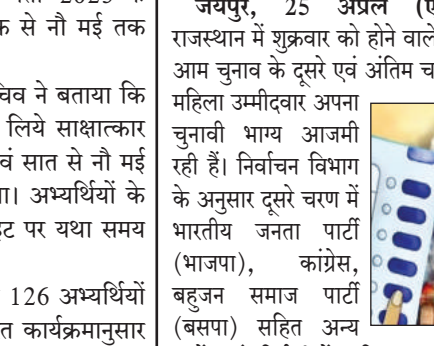 क से नौ मई तक
चिव ने बताया कि
लिये साक्षात्कार
वं सात से नौ मई
ा। अभ्यर्थियों के
इट पर यथा समय
126 अभ्यर्थियों
त कार्यक्रमानुसार
जयपुर, 25 अप्रैल
राजस्थान में शुक्रवार को होने वाले
आम चुनाव के दूसरे एवं अंतिम च
महिला उम्मीदवार अपना
चुनावी भाग्य आजमी
रही हैं। निर्वाचन विभाग
के अनुसार दूसरे चरण में
भारतीय जनता पार्टी
(भाजपा), कांग्रेस,
बहुजन समाज पार्टी
(बसपा) सहित अन्य